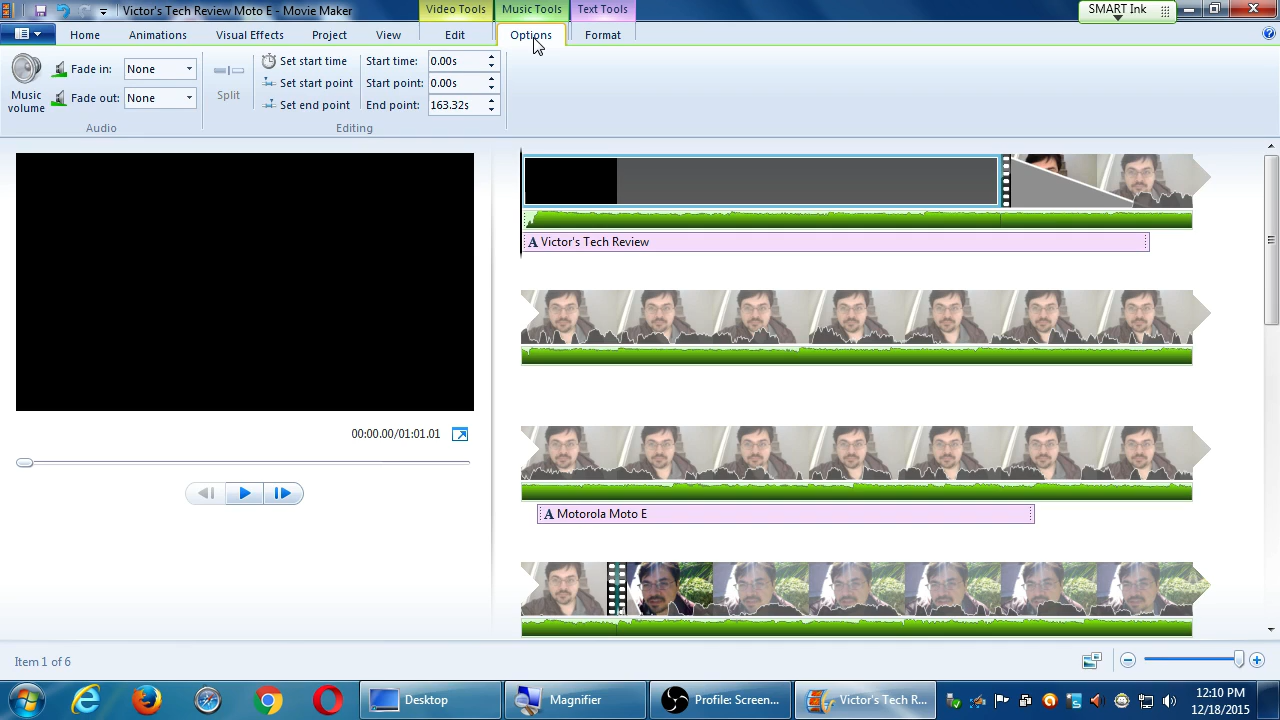 Victor's Tech Review Moto E - Movie Maker
Video Tools
Music Tools
Text Tools
SMART Ink
Home
Animations
Visual Effects
Project
View
Edit
Options
Format
Music volume
Fade in:
None
Fade out:
None
Audio
Split
Set start time
Set start point
Set end point
Start time:
0.00s
Start point:
0.00s
End point:
163.32s
Editing
A Victor's Tech Review
00:00.00/01:01.01
A Motorola Moto E
Item 1 of 6
Desktop
Magnifier
Profile: Screen...
Victor's Tech R...
12:10 PM
12/18/2015